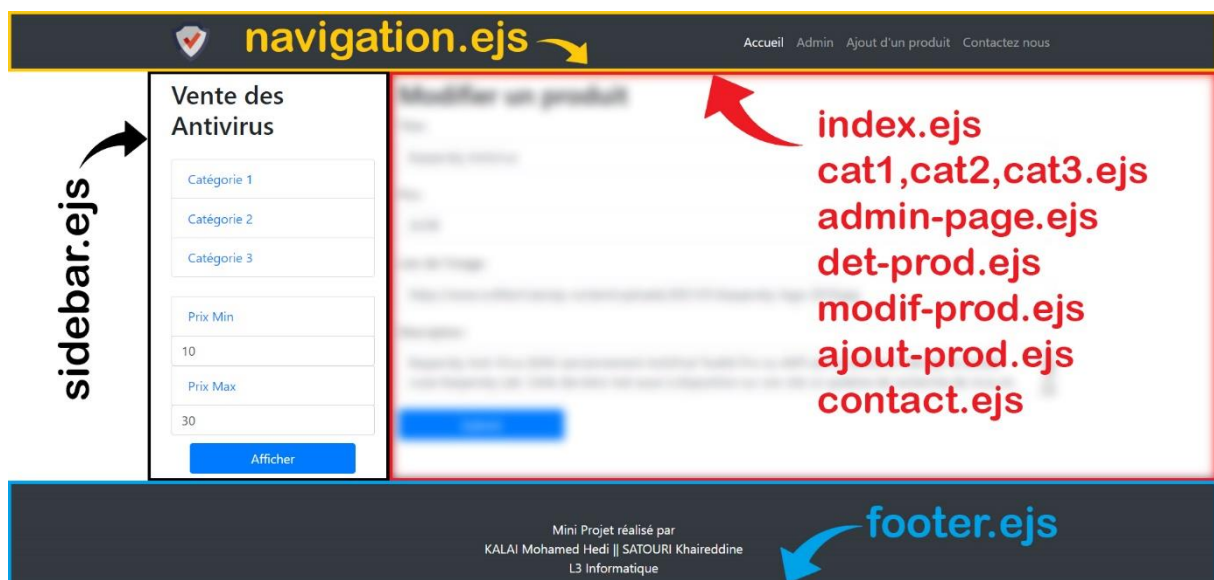 navigation.ejs
Accueil Admin Ajout d'un produit Contactez nous
sidebar.ejs
Vente des
Antivirus
Catégorie 1
Catégorie 2
Catégorie 3
Prix Min
10
Prix Max
30
Afficher
Modifier un produit
index.ejs
cat1,cat2,cat3.ejs
admin-page.ejs
det-prod.ejs
modif-prod.ejs
ajout-prod.ejs
contact.ejs
footer.ejs
Mini Projet réalisé par
KALAI Mohamed Hedi || SATOURI Khaireddine
L3 Informatique